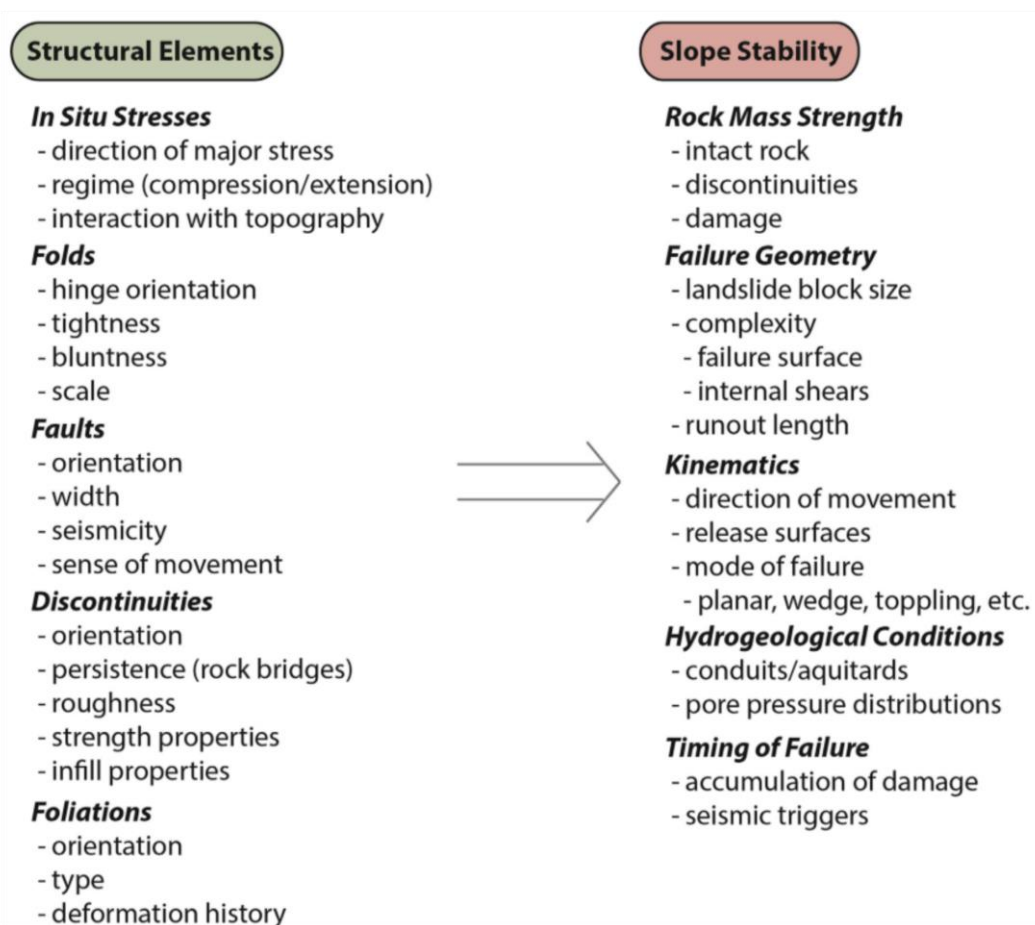 Structural Elements
In Situ Stresses
- direction of major stress
- regime (compression/extension)
- interaction with topography
Folds
- hinge orientation
- tightness
- bluntness
- scale
Faults
- orientation
- width
- seismicity
- sense of movement
Discontinuities
- orientation
- persistence (rock bridges)
- roughness
- strength properties
- infill properties
Foliations
- orientation
- type
- deformation history
Slope Stability
Rock Mass Strength
- intact rock
- discontinuities
- damage
Failure Geometry
- landslide block size
- complexity
- failure surface
- internal shears
- runout length
Kinematics
- direction of movement
- release surfaces
- mode of failure
- planar, wedge, toppling, etc.
Hydrogeological Conditions
- conduits/aquitards
- pore pressure distributions
Timing of Failure
- accumulation of damage
- seismic triggers